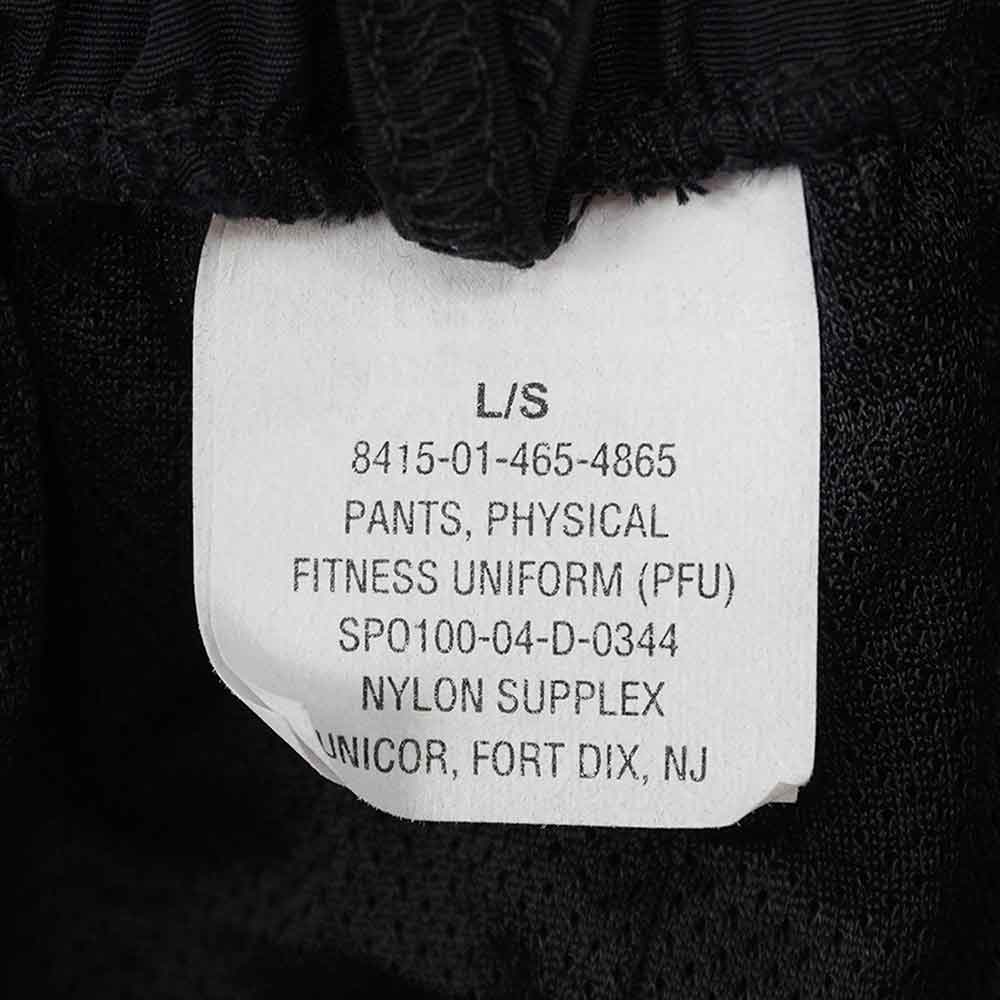 L/S
8415-01-465-4865
PANTS, PHYSICAL
FITNESS UNIFORM (PFU)
SPO100-04-D-0344
NYLON SUPPLEX
UNICOR, FORT DIX, NJ